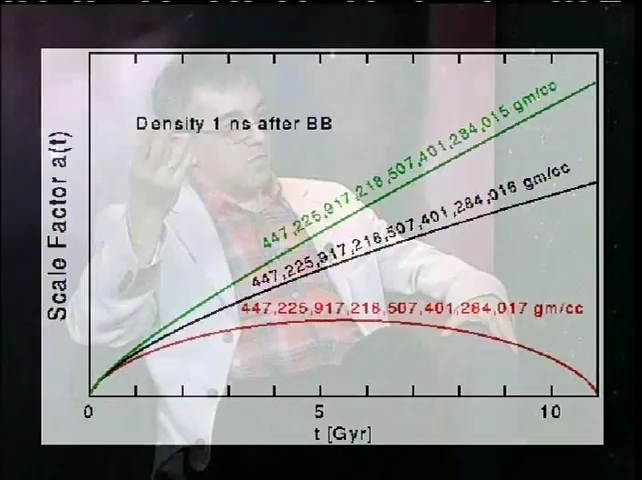 Density 1 ns after BB
447,225,917,218,507,401,284,015 gm/cc
447,225,917,218,507,401,284,016 gm/cc
447,225,917,218,507,401,284,017 gm/cc
Scale Factor a(t)
0 5 10
t [Gyr]